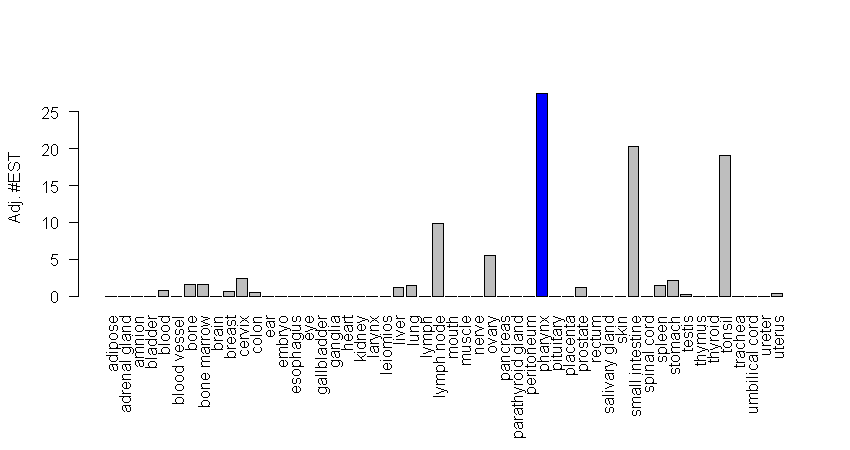 Adj. #EST
25
20
15
10
5
0
adipose
adrenal gland
amnion
bladder
blood
blood vessel
bone
bone marrow
brain
breast
cervix
colon
ear
embryo
esophagus
eye
gallbladder
ganglia
heart
kidney
larynx
leiomios
liver
lung
lymph
lymph node
mouth
muscle
nerve
ovary
pancreas
parathyroid gland
peritoneum
pharynx
pituitary
placenta
prostate
rectum
salivary gland
skin
small intestine
spinal cord
spleen
stomach
testis
thymus
thyroid
tonsil
trachea
umbilical cord
ureter
uterus